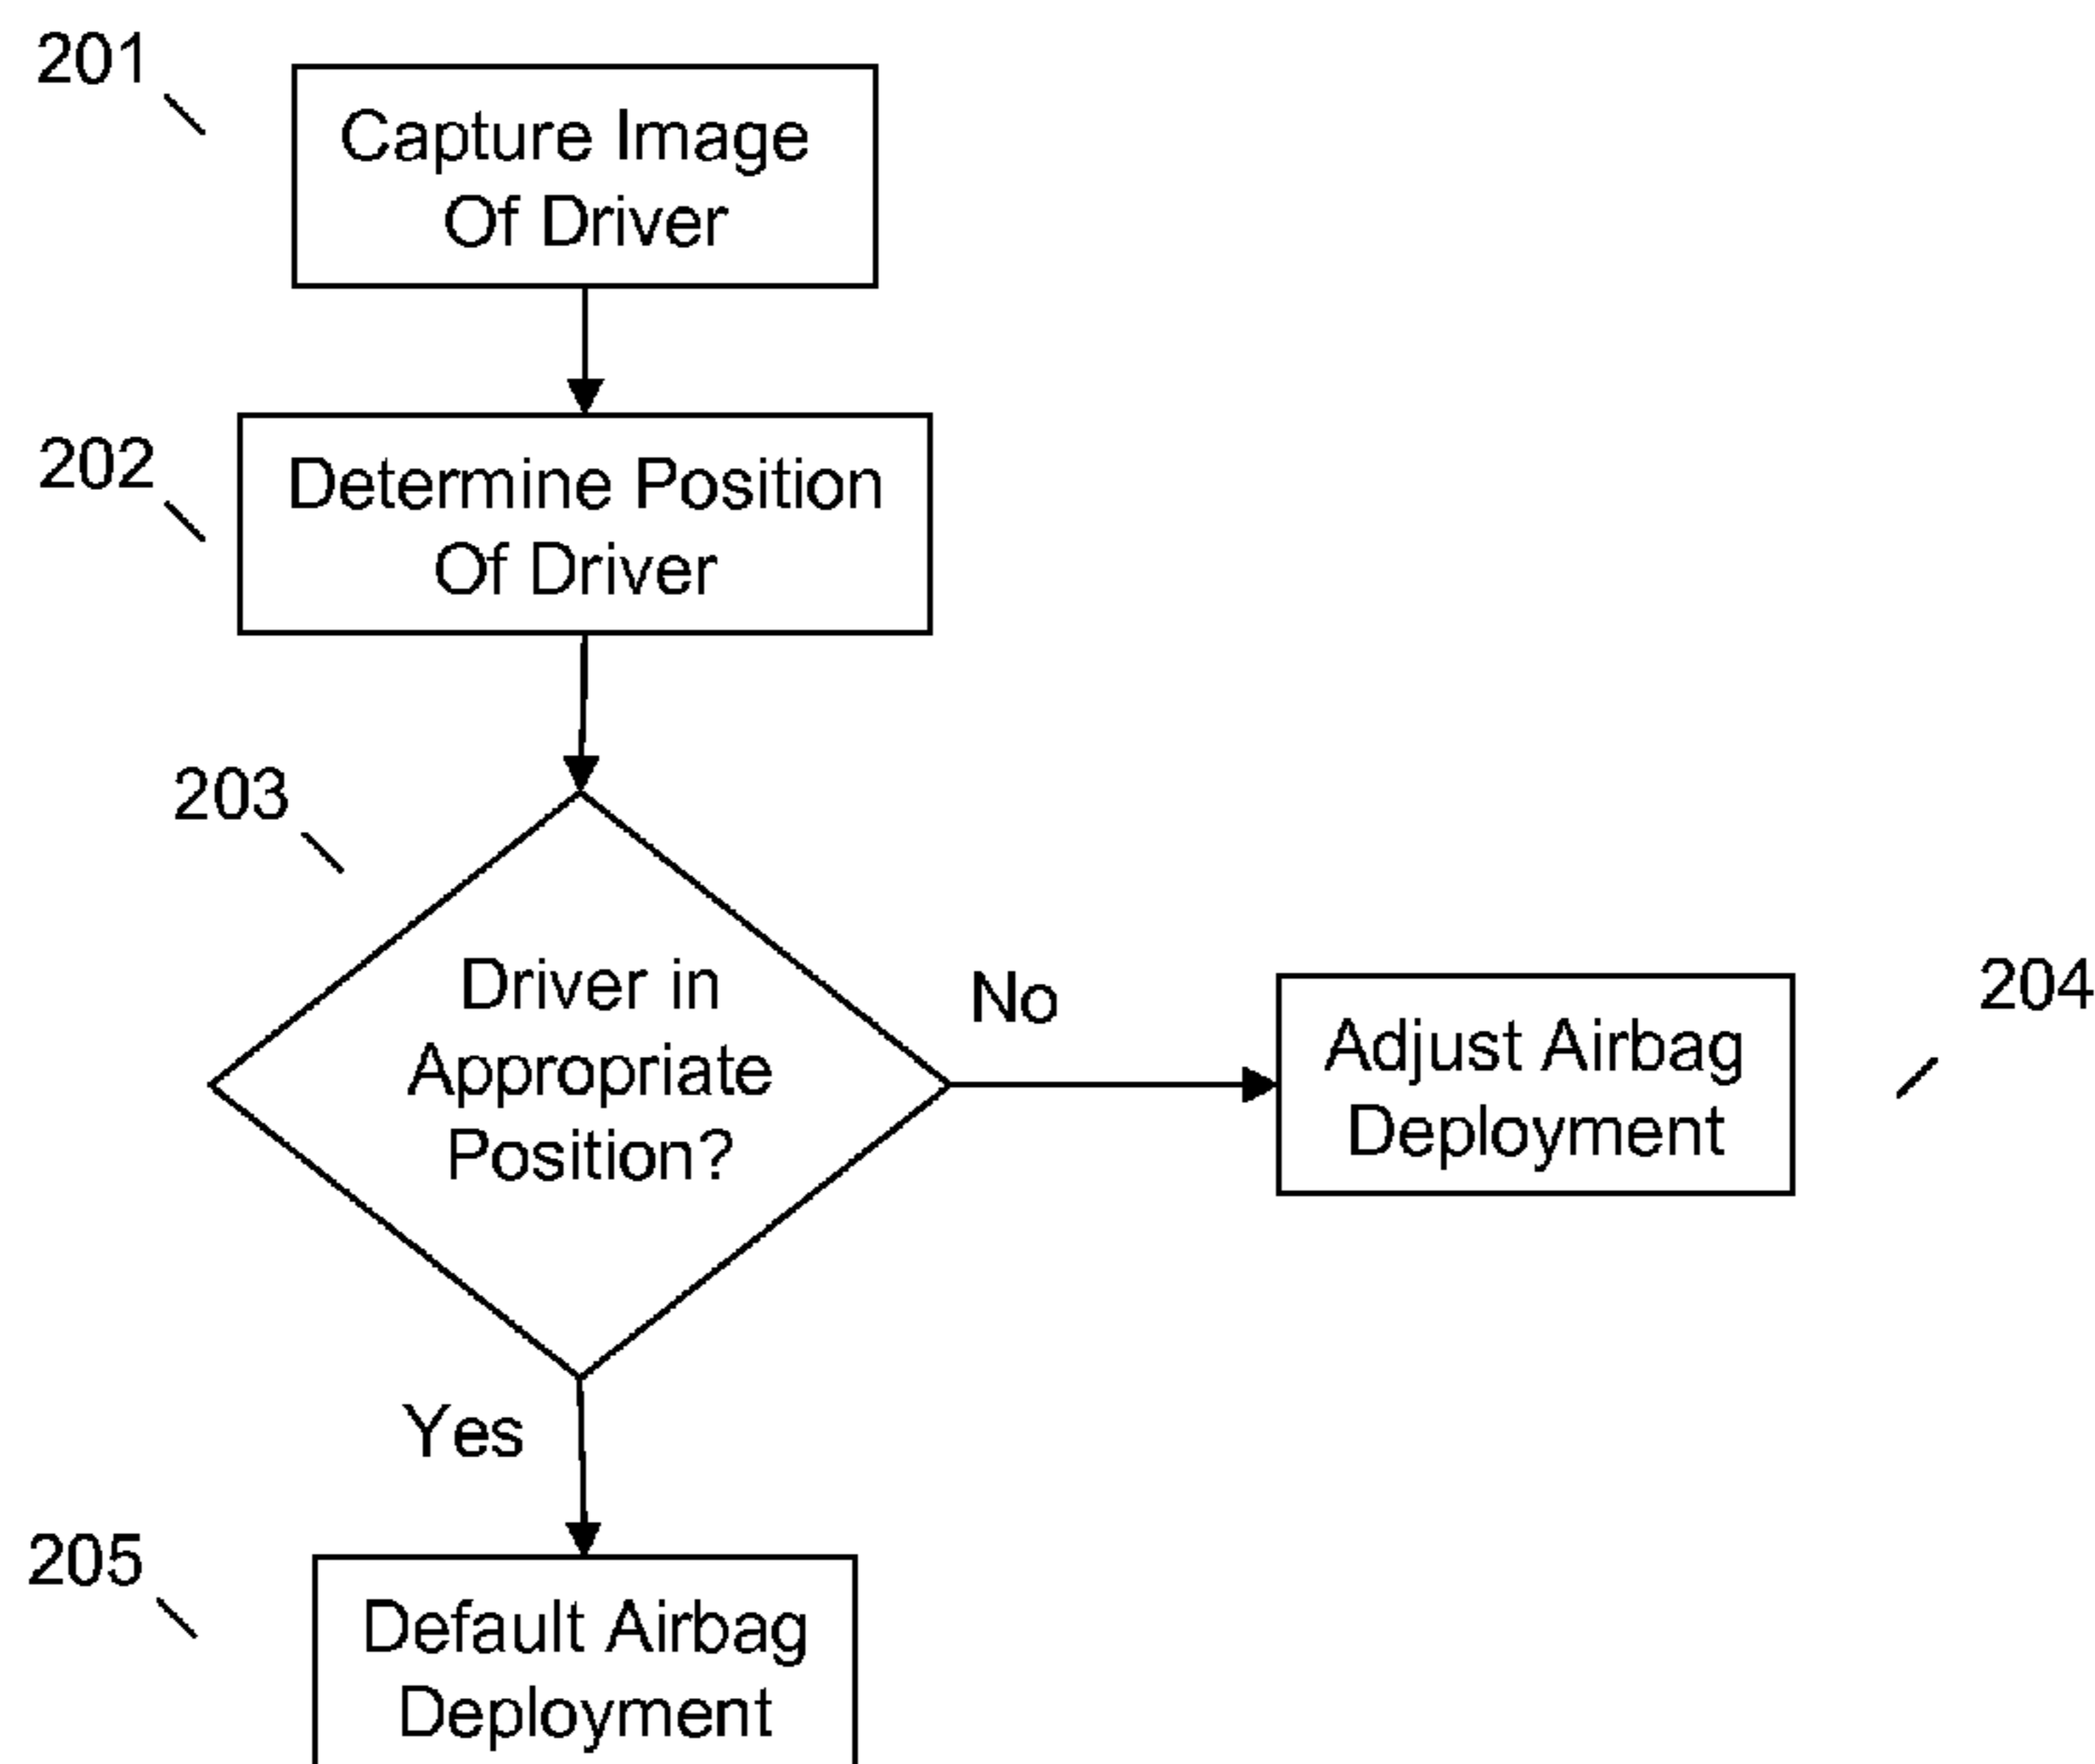 201
Capture Image
Of Driver
202
Determine Position
Of Driver
203
Driver in
Appropriate
Position?
No
Adjust Airbag
Deployment
204
Yes
205
Default Airbag
Deployment